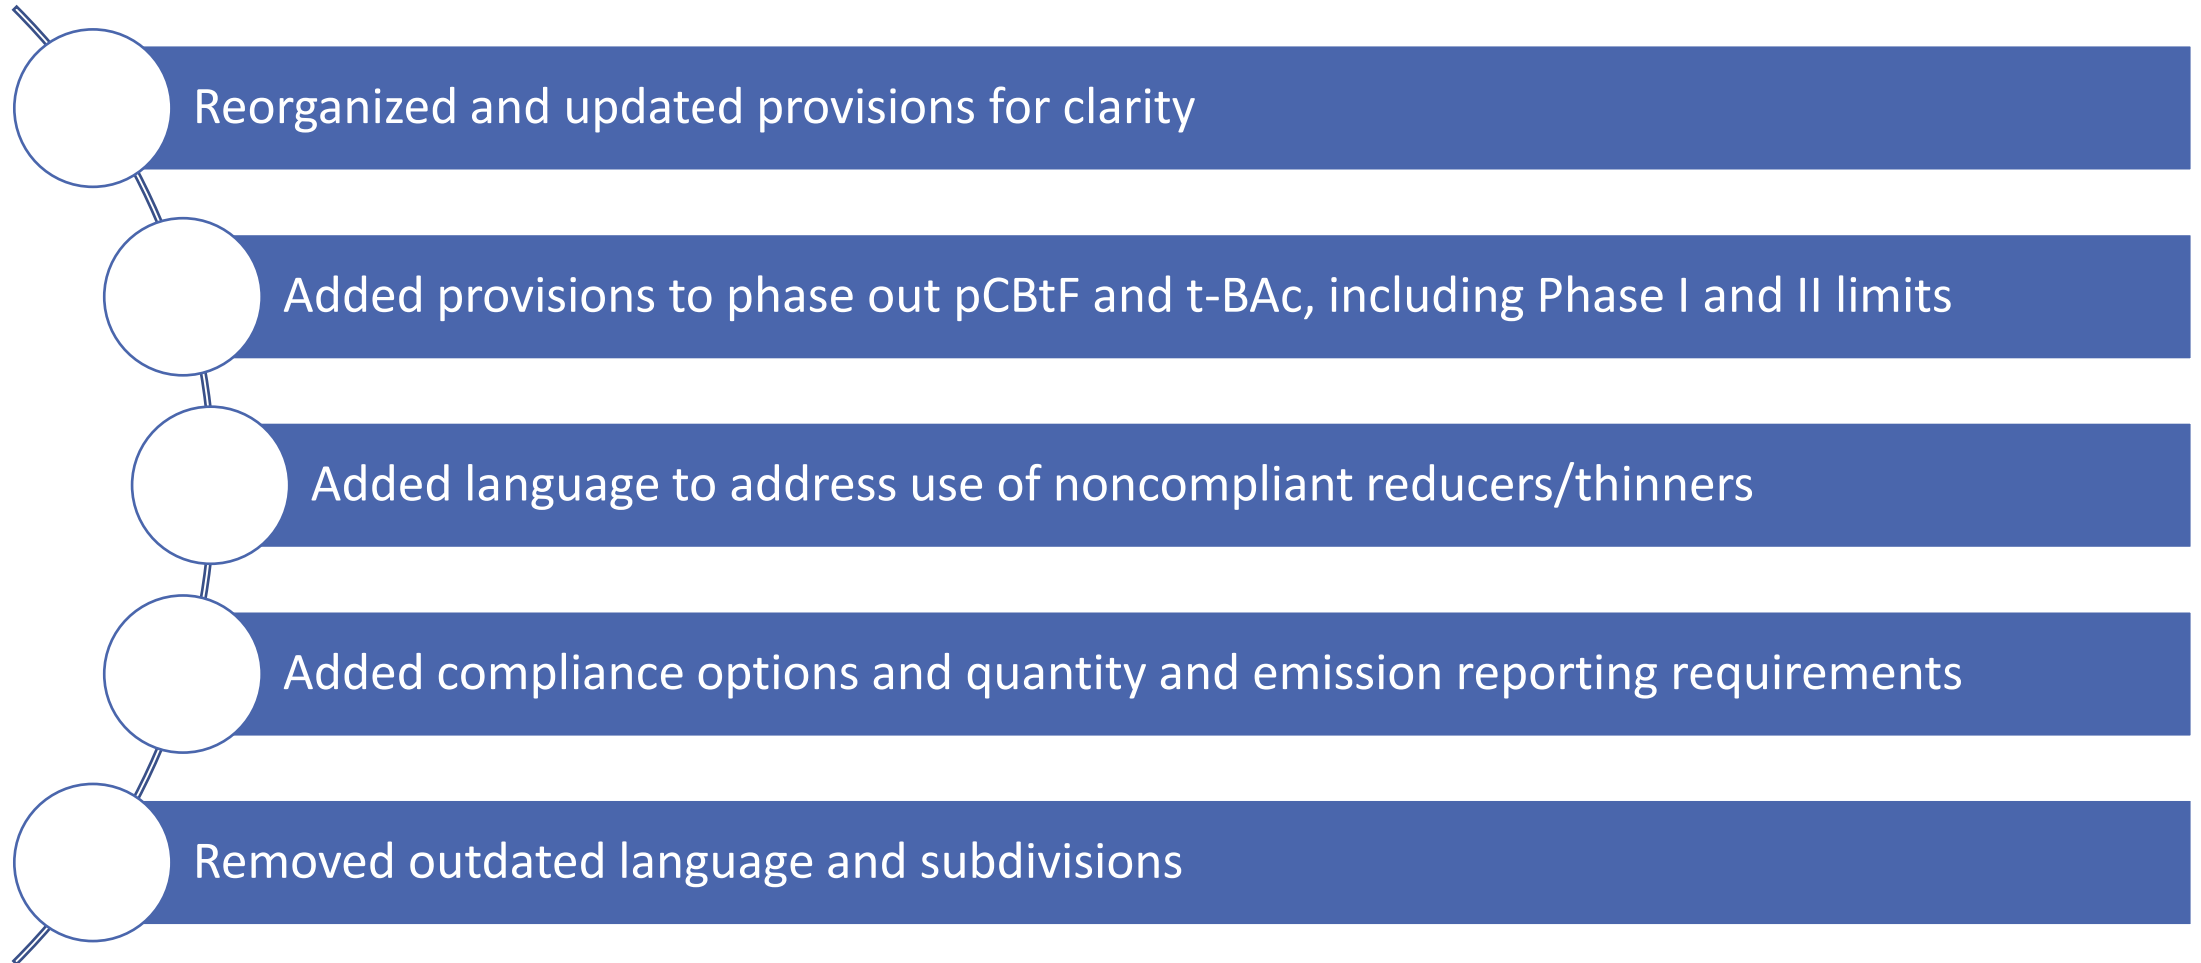 Reorganized and updated provisions for clarity
Added provisions to phase out pCBtF and t-BAc, including Phase I and II limits
Added language to address use of noncompliant reducers/thinners
Added compliance options and quantity and emission reporting requirements
Removed outdated language and subdivisions